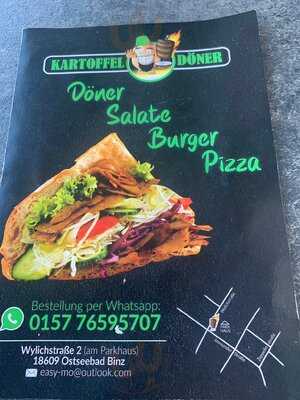 KARTOFFEL DÖNER
Döner
Salate
Burger
Pizza
Bestellung per Whatsapp:
0157 76595707
Wylichstraße 2 (am Parkhaus)
18609 Ostseebad Binz
easy-mo@outlook.com